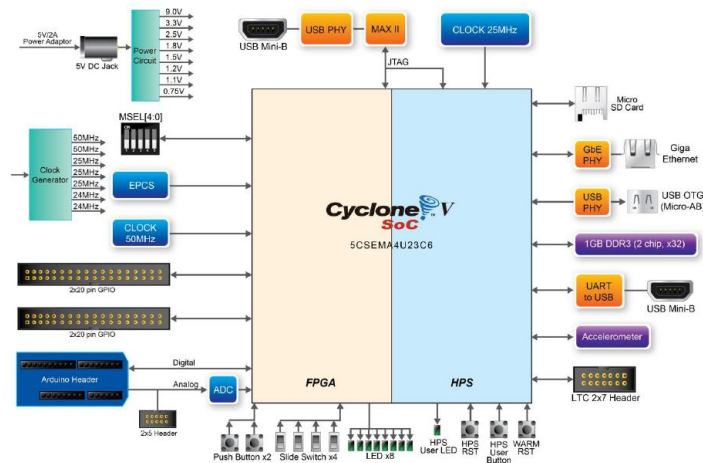 5V/2A
Power Adaptor
5V DC Jack
Power
Circuit
9.0V
3.3V
2.5V
1.8V
1.5V
1.2V
1.1V
0.75V
USB Mini-B
USB PHY
MAX II
JTAG
CLOCK 25MHz
MSEL[4:0]
ON
Clock
Generator
50MHz
50MHz
25MHz
25MHz
25MHz
24MHz
24MHz
EPCS
CLOCK
50MHz
2x20 pin GPIO
2x20 pin GPIO
Arduino Header
Digital
Analog
ADC
2x5 Header
Cyclone V
SoC
5CSEMA4U23C6
FPGA
HPS
Micro
SD Card
GbE
PHY
Giga
Ethernet
USB
PHY
USB OTG
(Micro-AB)
1GB DDR3 (2 chip, x32)
UART
to USB
USB Mini-B
Accelerometer
LTC 2x7 Header
Push Button x2
Slide Switch x4
LED x8
HPS
User LED
HPS
RST
HPS
User
Button
WARM
RST